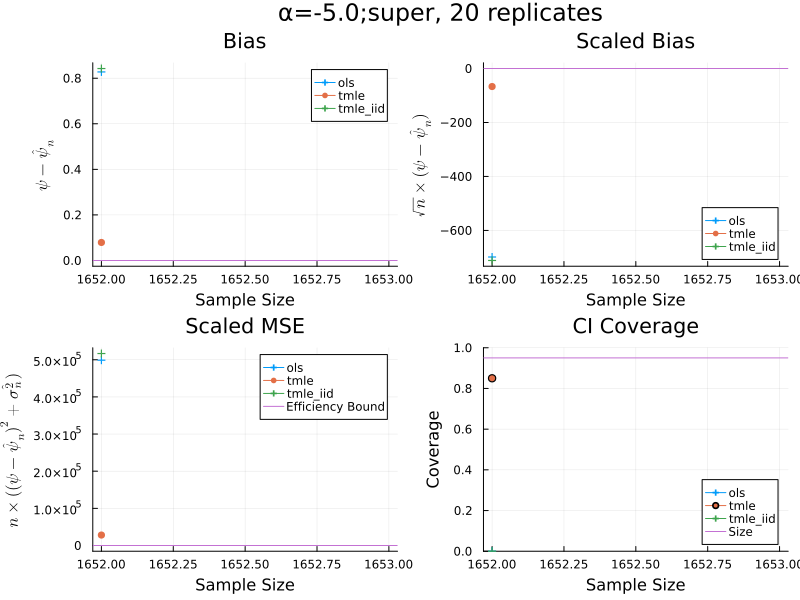 α=-5.0;super, 20 replicates
Bias
ψ − ψ̂ₙ
0.8
0.6
0.4
0.2
0.0
ols
tmle
tmle_iid
1652.00 1652.25 1652.50 1652.75 1653.00
Sample Size
Scaled Bias
√n × (ψ − ψ̂ₙ)
0
−200
−400
−600
ols
tmle
tmle_iid
1652.00 1652.25 1652.50 1652.75 1653.0
Sample Size
Scaled MSE
n × ((ψ − ψ̂ₙ)² + σ̂ₙ²)
5.0×10⁵
4.0×10⁵
3.0×10⁵
2.0×10⁵
1.0×10⁵
0
ols
tmle
tmle_iid
Efficiency Bound
1652.00 1652.25 1652.50 1652.75 1653.00
Sample Size
CI Coverage
Coverage
1.0
0.8
0.6
0.4
0.2
0.0
ols
tmle
tmle_iid
Size
1652.00 1652.25 1652.50 1652.75 1653.0
Sample Size